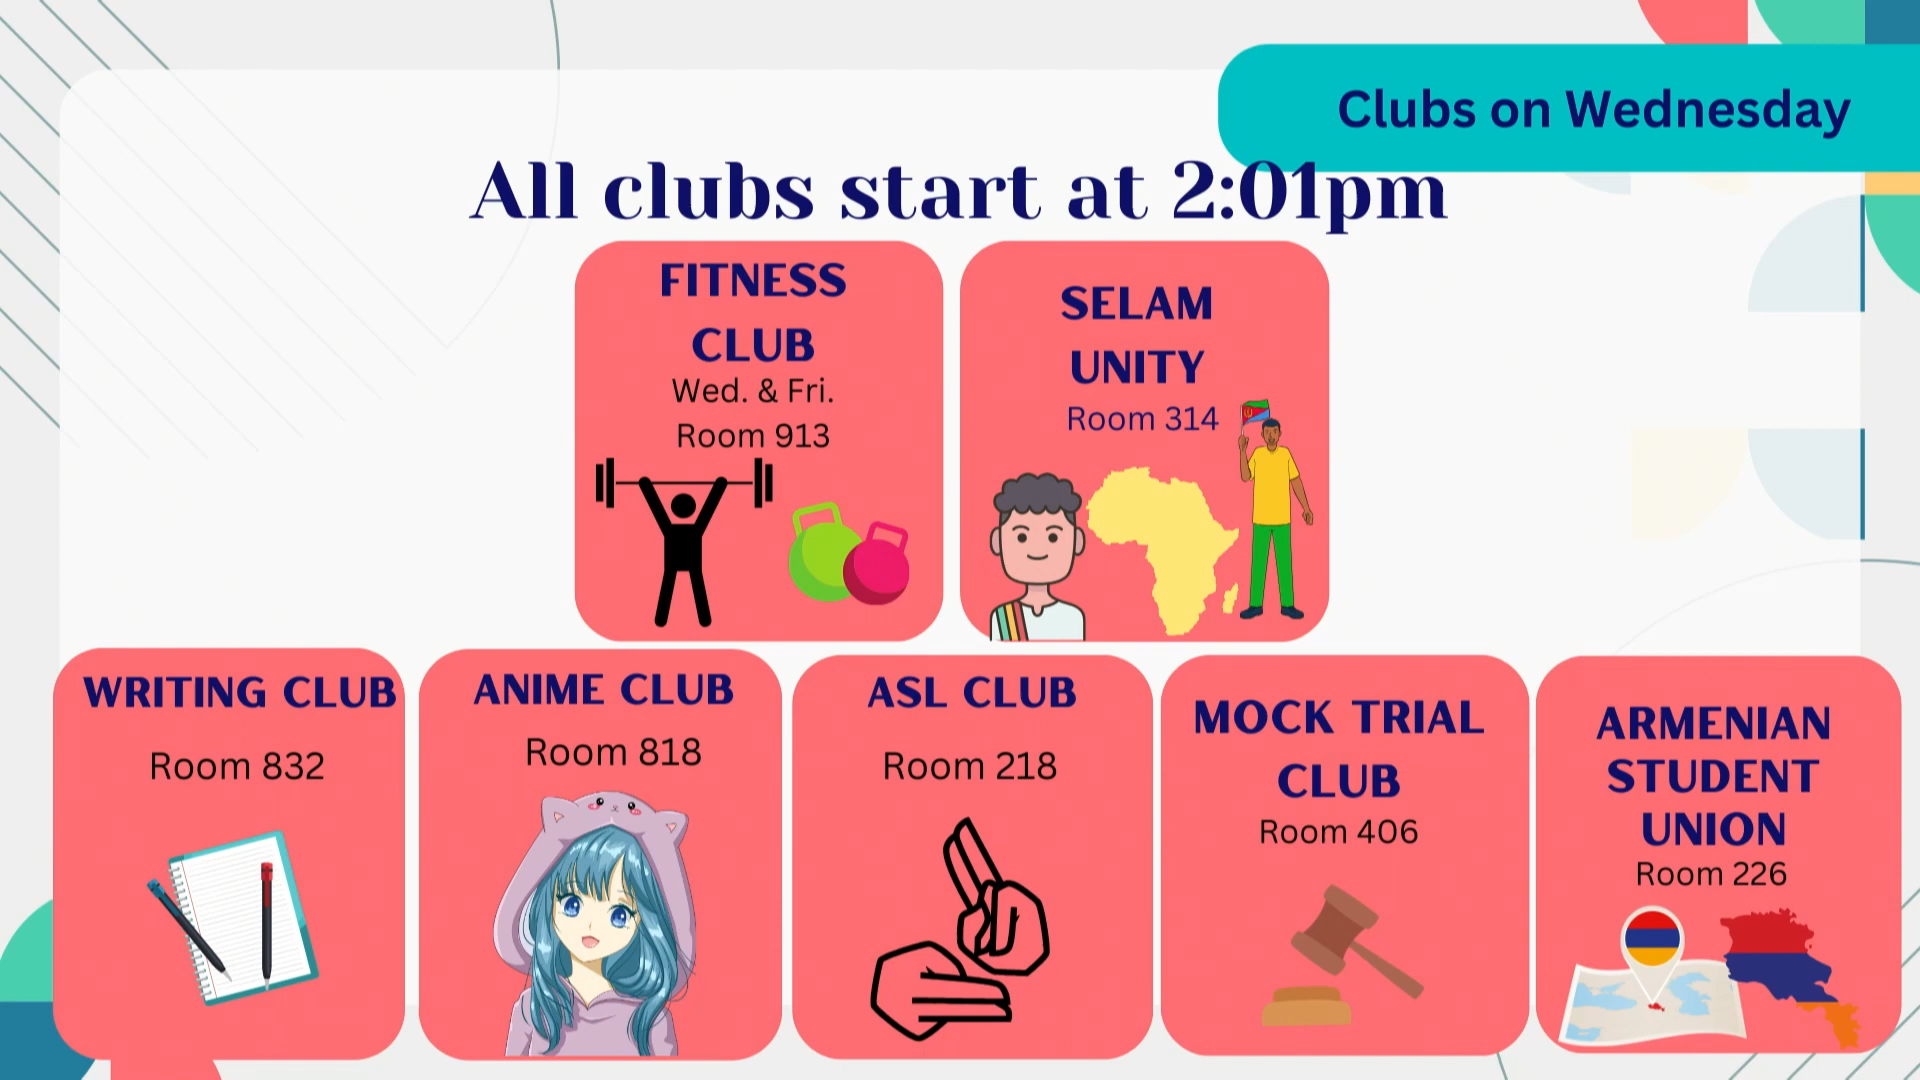 Clubs on Wednesday
All clubs start at 2:01pm
FITNESS
CLUB
Wed. & Fri.
Room 913
SELAM
UNITY
Room 314
WRITING CLUB
Room 832
ANIME CLUB
Room 818
ASL CLUB
Room 218
MOCK TRIAL
CLUB
Room 406
ARMENIAN
STUDENT
UNION
Room 226